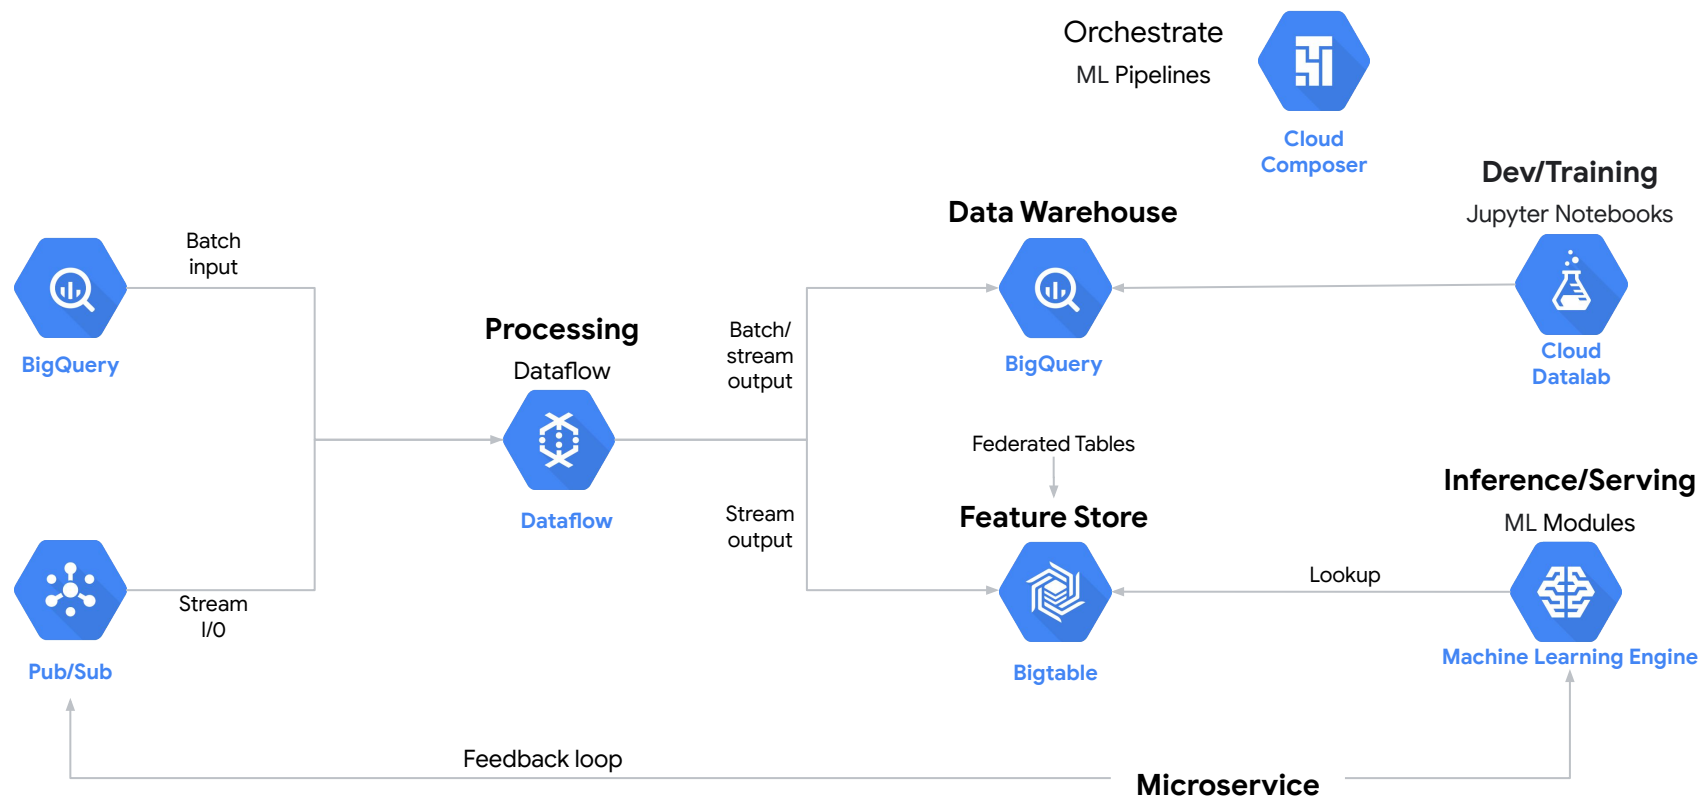 Orchestrate
ML Pipelines
Cloud
Composer
Dev/Training
Jupyter Notebooks
Data Warehouse
Batch
input
BigQuery
Processing
Dataflow
Batch/
stream
output
BigQuery
Cloud
Datalab
Federated Tables
Dataflow
Stream
output
Feature Store
Inference/Serving
ML Modules
Lookup
Stream
I/0
Pub/Sub
Bigtable
Machine Learning Engine
Feedback loop
Microservice